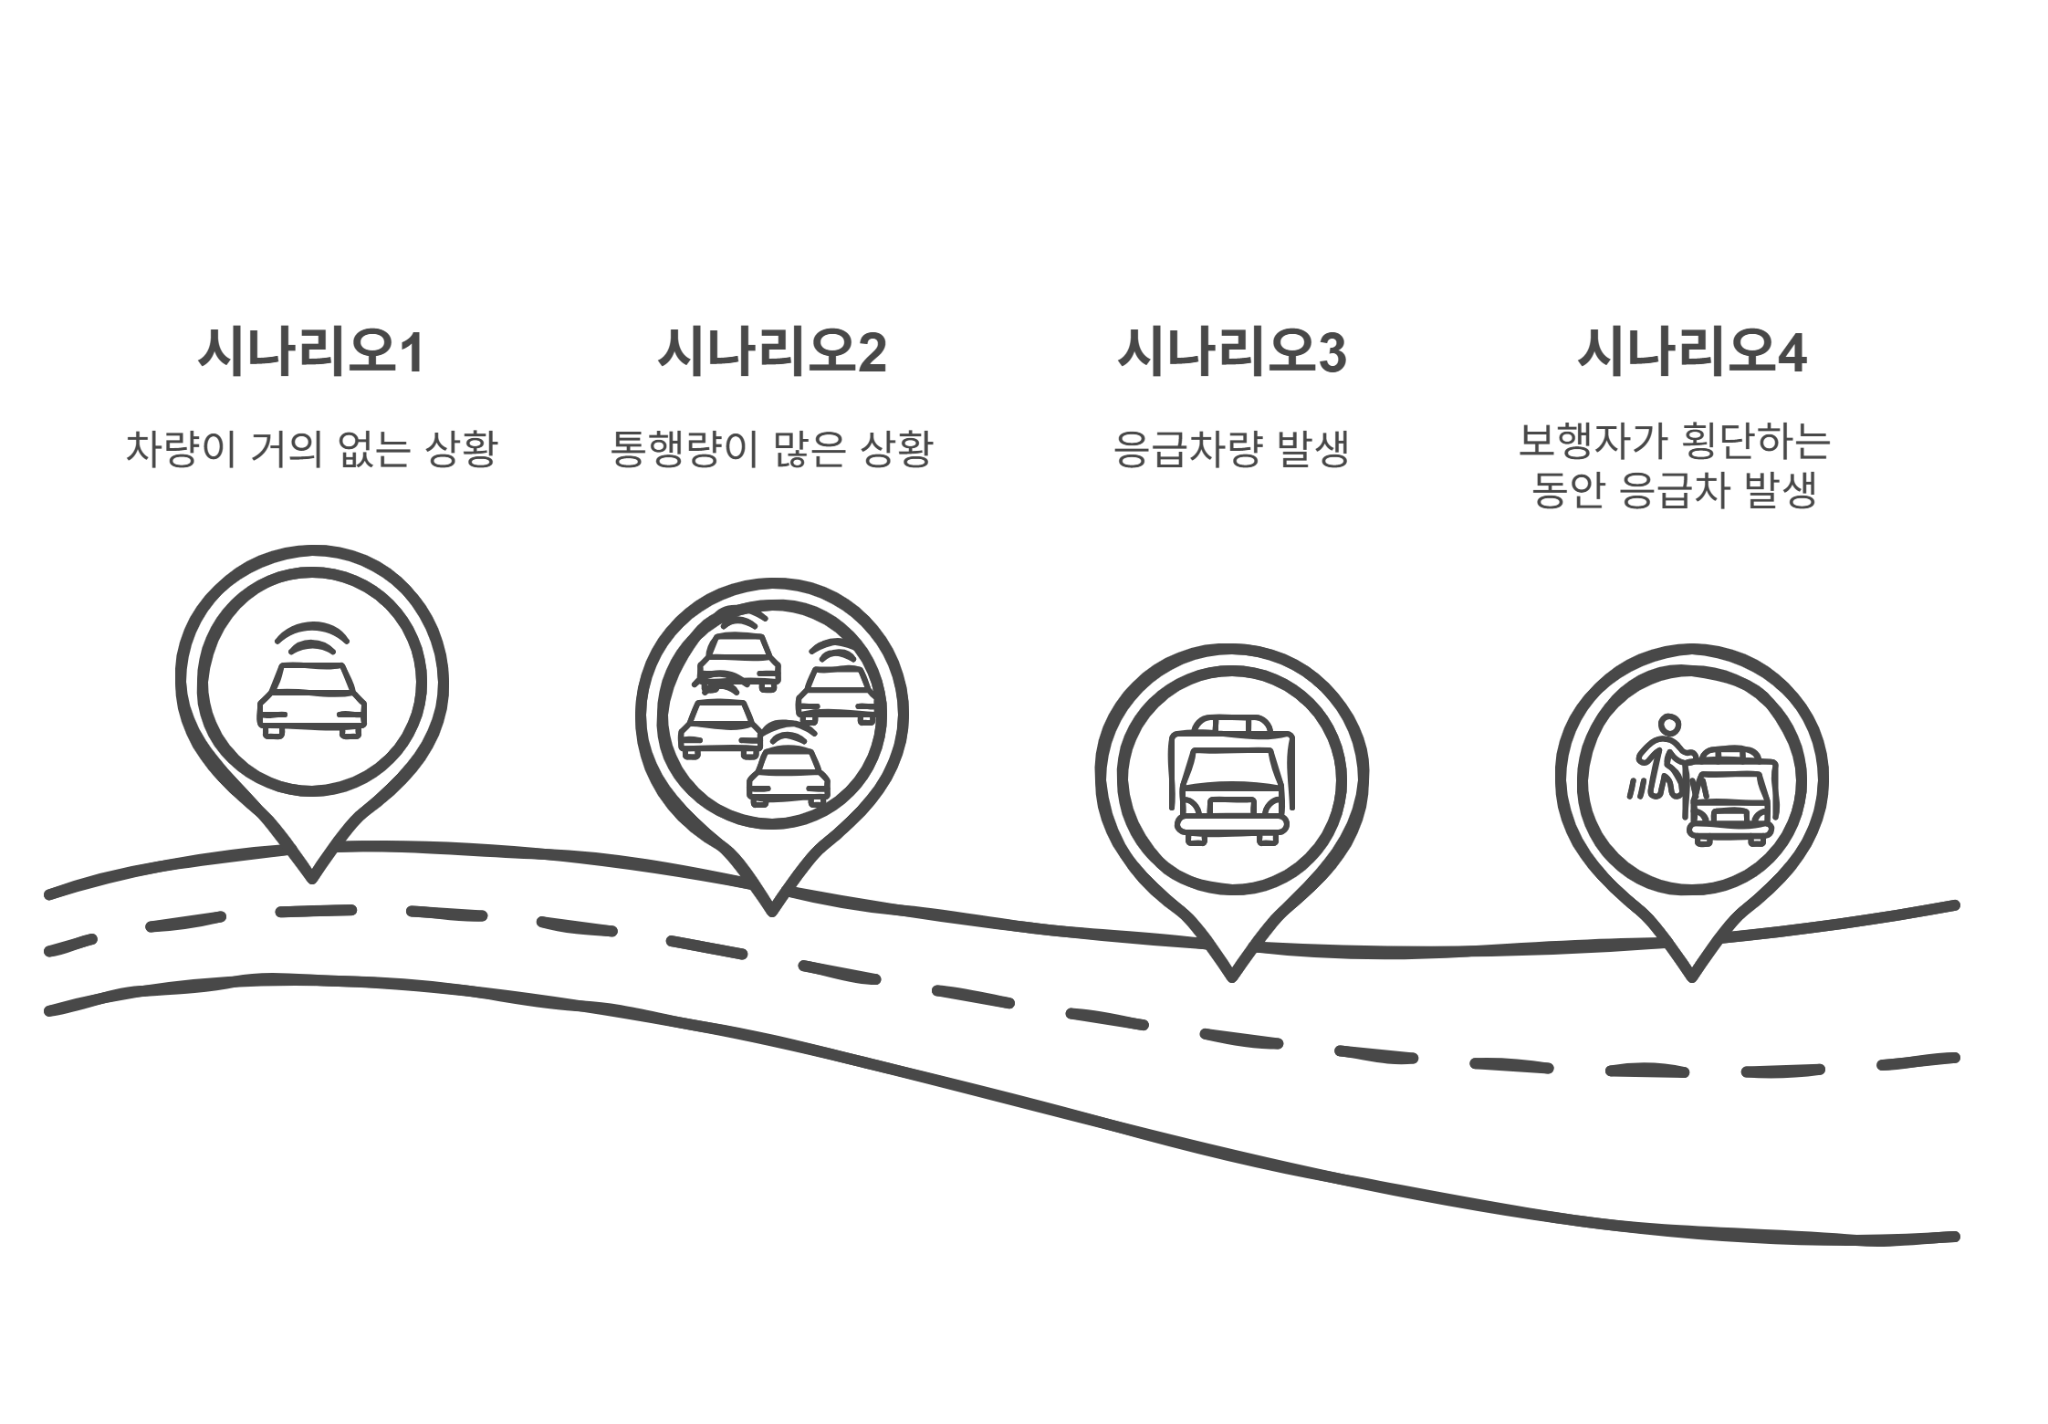 시나리오1
차량이 거의 없는 상황
시나리오2
통행량이 많은 상황
시나리오3
응급차량 발생
시나리오4
보행자가 횡단하는
동안 응급차 발생